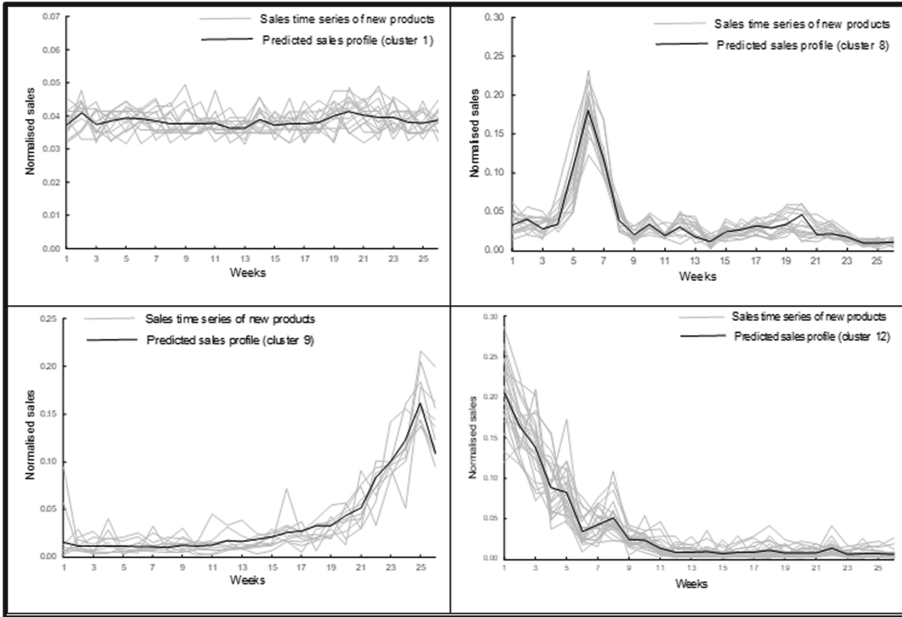 Sales time series of new products
Predicted sales profile (cluster 1)
Normalised sales
0.07
0.06
0.05
0.04
0.03
0.02
0.01
0.00
1 3 5 7 9 11 13 15 17 19 21 23 25
Weeks
Sales time series of new products
Predicted sales profile (cluster 8)
Normalised sales
0.30
0.25
0.20
0.15
0.10
0.05
0.00
1 3 5 7 9 11 13 15 17 19 21 23 25
Weeks
Sales time series of new products
Predicted sales profile (cluster 9)
Normalised sales
0.25
0.20
0.15
0.10
0.05
0.00
1 3 5 7 9 11 13 15 17 19 21 23 25
Weeks
Sales time series of new products
Predicted sales profile (cluster 12)
Normalised sales
0.30
0.25
0.20
0.15
0.10
0.05
0.00
1 3 5 7 9 11 13 15 17 19 21 23 25
Weeks